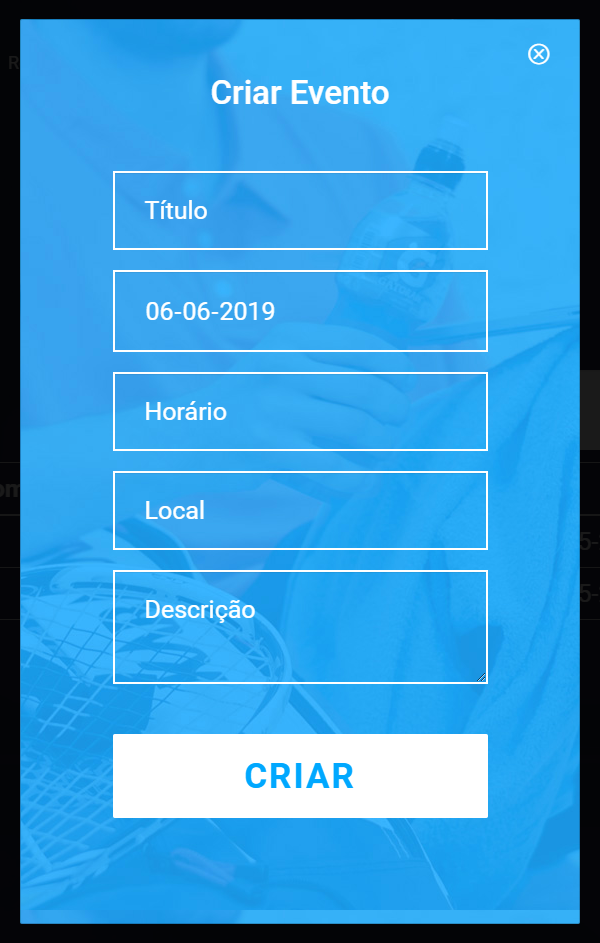 Criar Evento
Título
06-06-2019
Horário
Local
Descrição
CRIAR